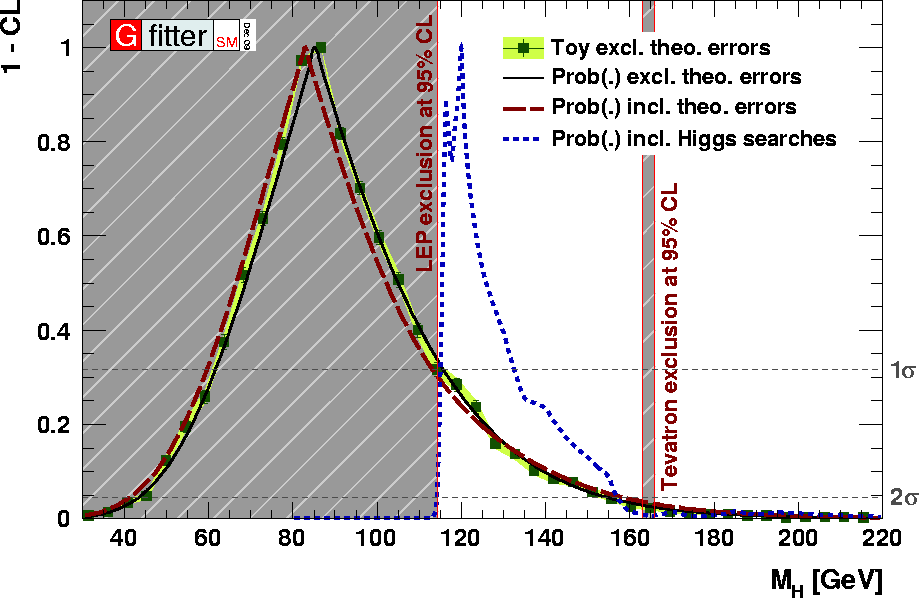 1 - CL
G fitter SM
Dec 09
LEP exclusion at 95% CL
Toy excl. theo. errors
Prob(.) excl. theo. errors
Prob(.) incl. theo. errors
Prob(.) incl. Higgs searches
Tevatron exclusion at 95% CL
1
0.8
0.6
0.4
0.2
0
1σ
2σ
40 60 80 100 120 140 160 180 200 220
M_H [GeV]